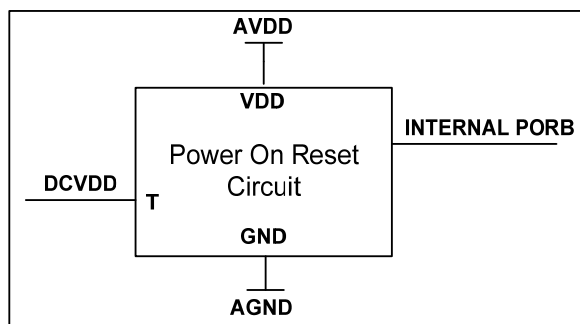 AVDD
VDD
INTERNAL PORB
Power On Reset
Circuit
DCVDD
T
GND
AGND